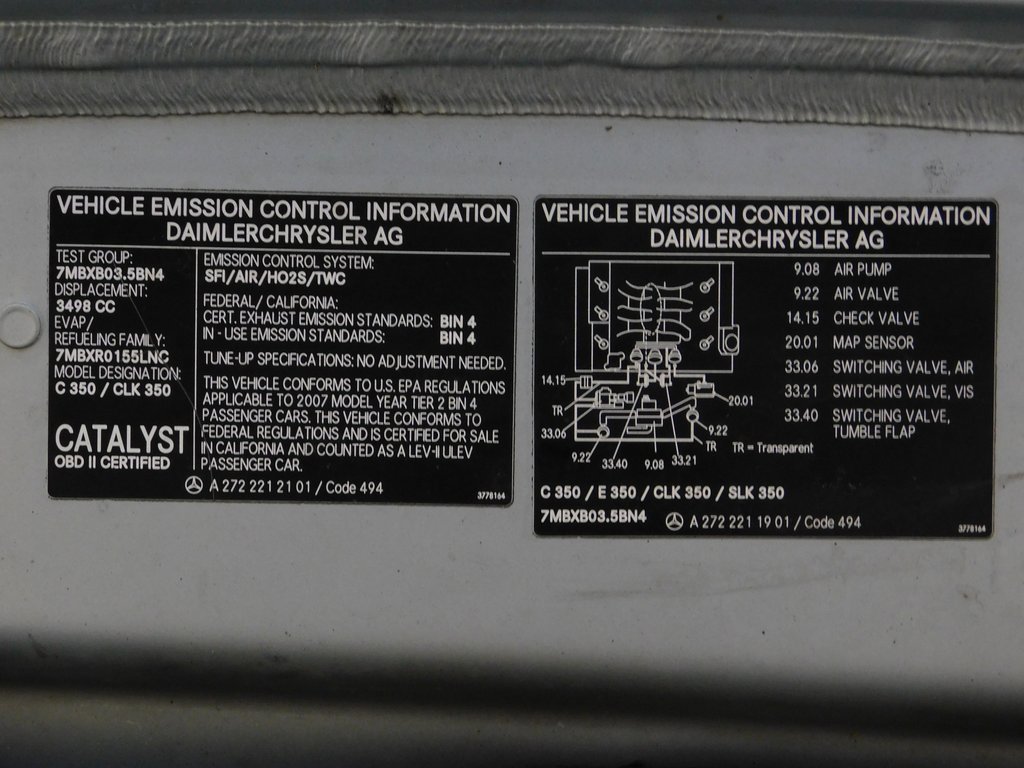 VEHICLE EMISSION CONTROL INFORMATION
DAIMLERCHRYSLER AG
TEST GROUP:
7MBXB03.5BN4
DISPLACEMENT:
3498 CC
EVAP/
REFUELING FAMILY:
7MBXR0155LNC
MODEL DESIGNATION:
C 350 / CLK 350
CATALYST
OBD II CERTIFIED
EMISSION CONTROL SYSTEM:
SFI/AIR/HO2S/TWC
FEDERAL/ CALIFORNIA:
CERT. EXHAUST EMISSION STANDARDS: BIN 4
IN - USE EMISSION STANDARDS: BIN 4
TUNE-UP SPECIFICATIONS: NO ADJUSTMENT NEEDED.
THIS VEHICLE CONFORMS TO U.S. EPA REGULATIONS
APPLICABLE TO 2007 MODEL YEAR TIER 2 BIN 4
PASSENGER CARS. THIS VEHICLE CONFORMS TO
FEDERAL REGULATIONS AND IS CERTIFIED FOR SALE
IN CALIFORNIA AND COUNTED AS A LEV-II ULEV
PASSENGER CAR.
A 272 221 21 01 / Code 494
3778164
VEHICLE EMISSION CONTROL INFORMATION
DAIMLERCHRYSLER AG
14.15
TR
33.06
9.22
33.40
9.08
33.21
TR
9.22
20.01
TR = Transparent
9.08 AIR PUMP
9.22 AIR VALVE
14.15 CHECK VALVE
20.01 MAP SENSOR
33.06 SWITCHING VALVE, AIR
33.21 SWITCHING VALVE, VIS
33.40 SWITCHING VALVE,
TUMBLE FLAP
C 350 / E 350 / CLK 350 / SLK 350
7MBXB03.5BN4 A 272 221 19 01 / Code 494
3778164